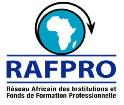 RAFPRO
Réseau Africain des Institutions et
Fonds de Formation Professionnelle